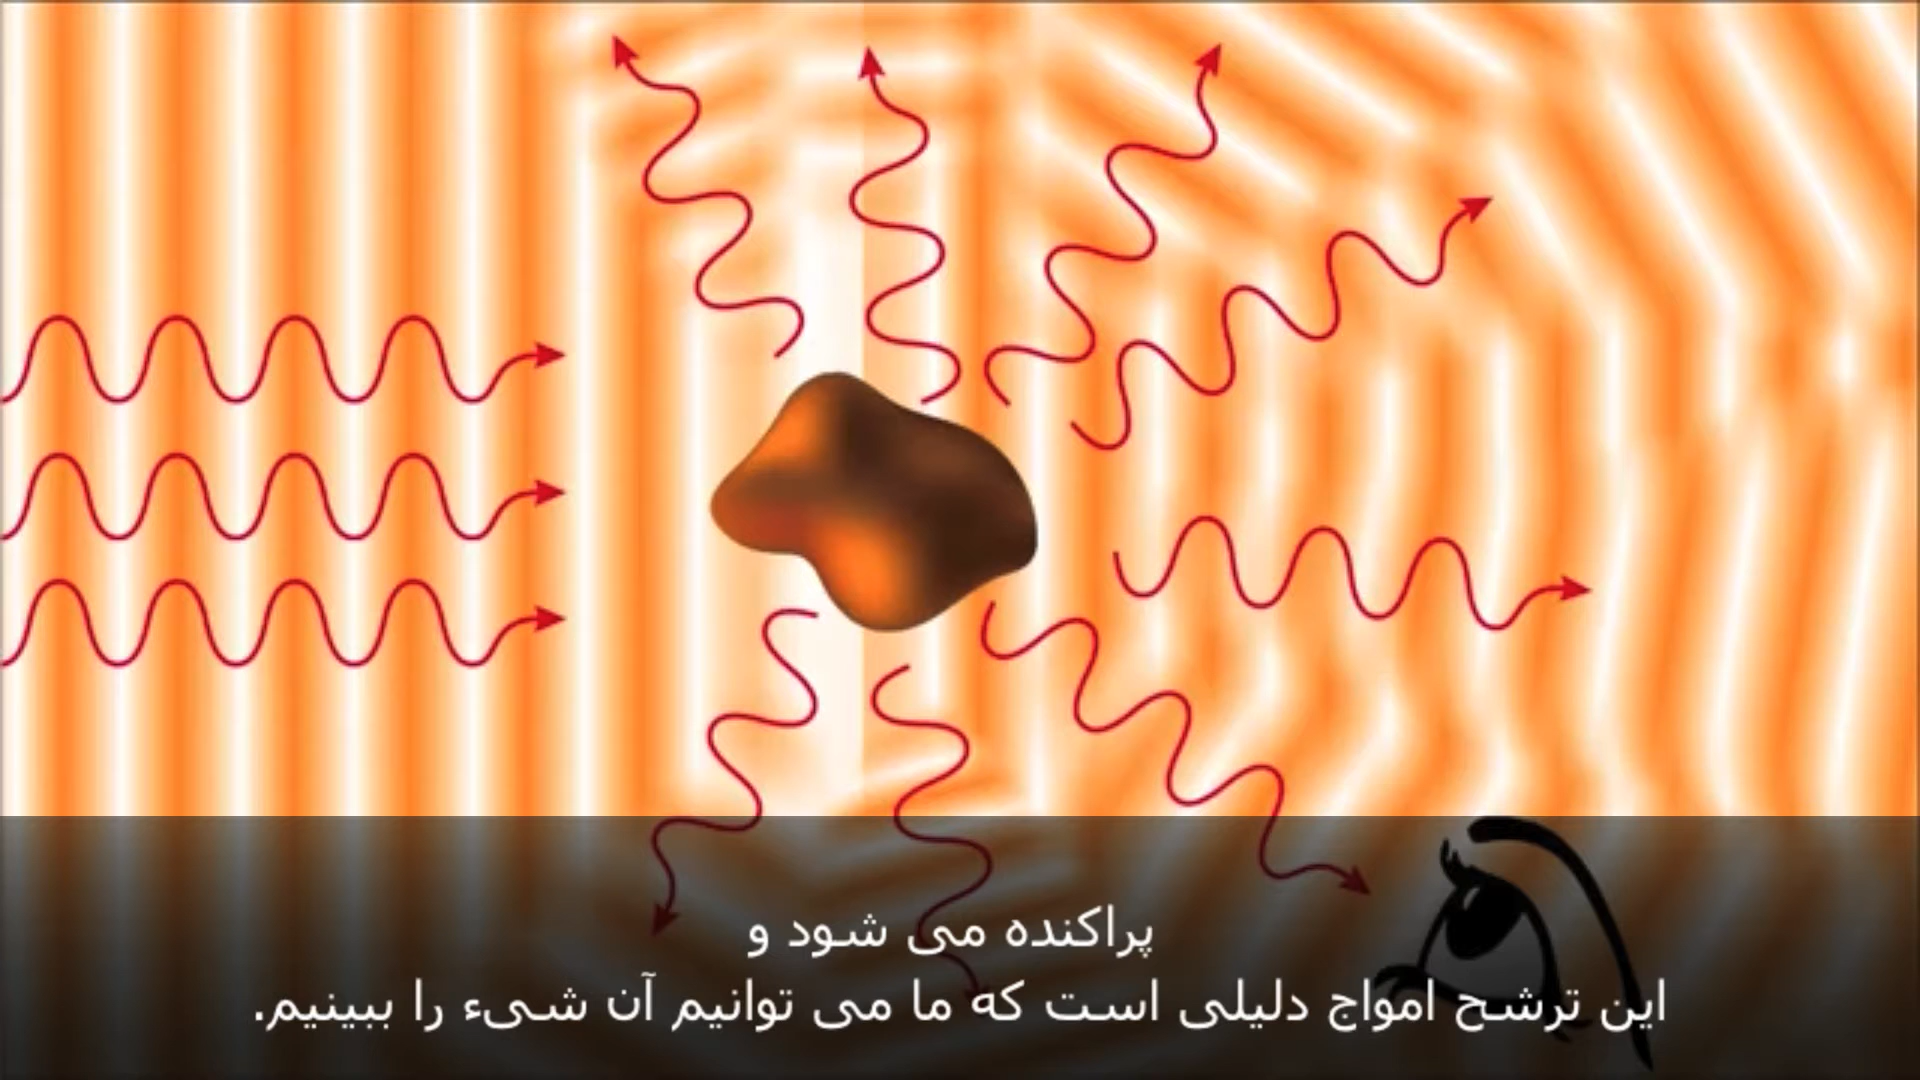 پراکنده می شود و
این ترشح امواج دلیلی است که ما می توانیم آن شیء را ببینیم.